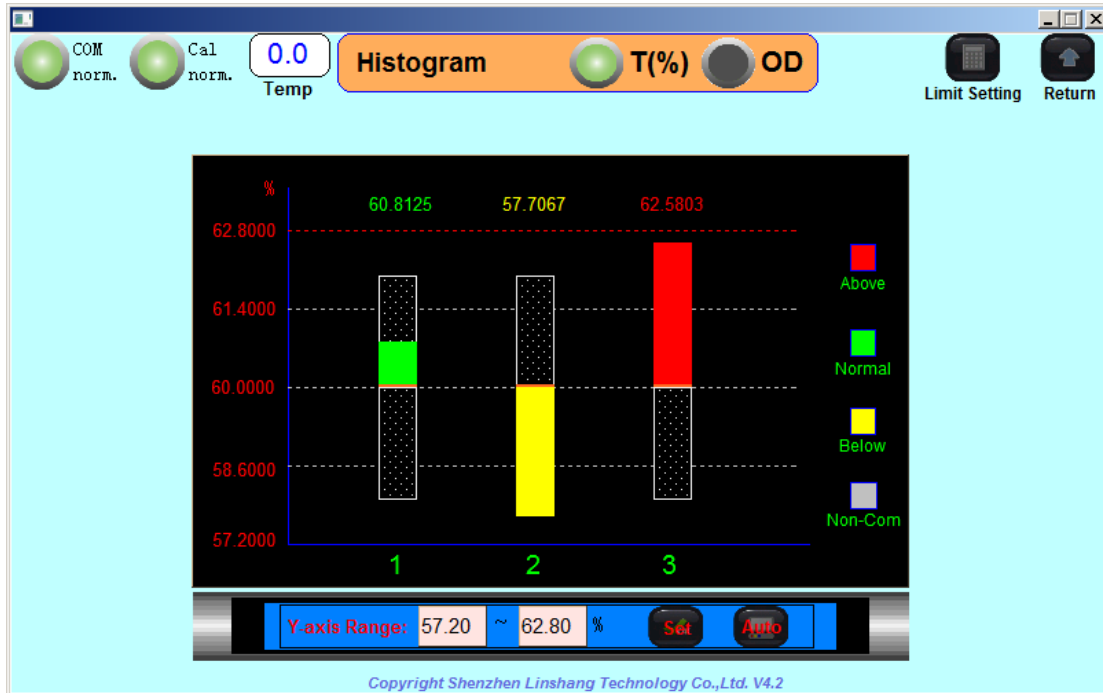 COM norm.
Cal norm.
0.0
Temp
Histogram T(%) OD
Limit Setting
Return
%
60.8125 57.7067 62.5803
62.8000
61.4000
60.0000
58.6000
57.2000
1 2 3
Above
Normal
Below
Non-Com
Y-axis Range: 57.20 ~ 62.80 % Set Auto
Copyright Shenzhen Linshang Technology Co.,Ltd. V4.2